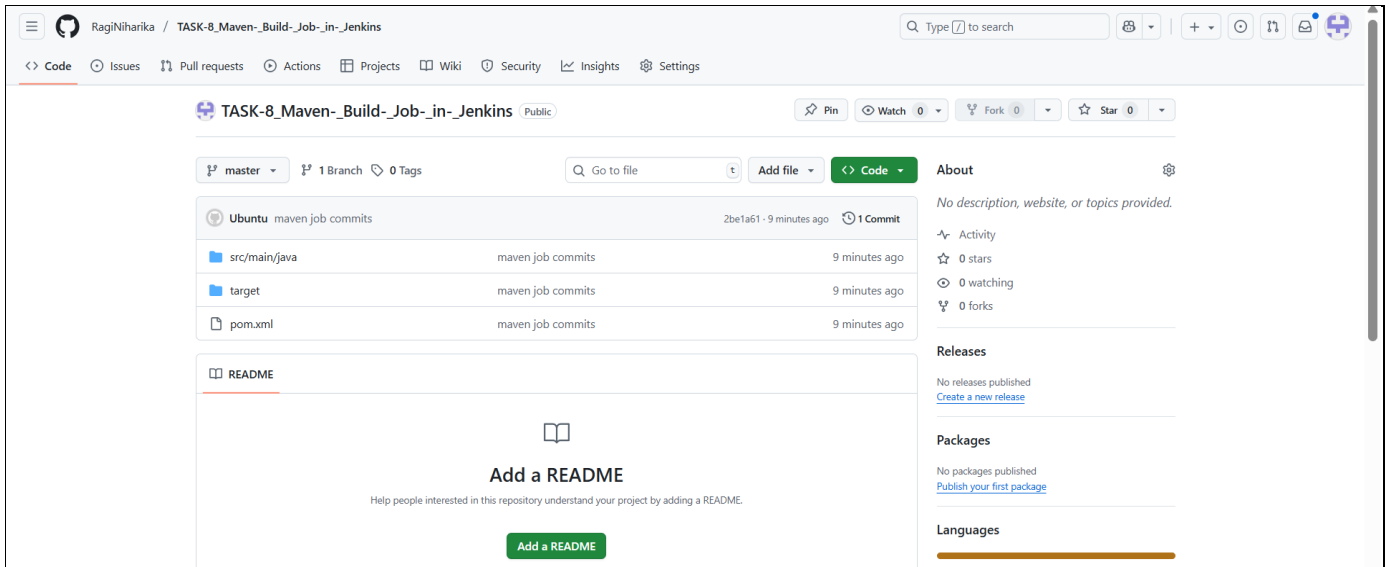 RagiNiharika / TASK-8_Maven-_Build-_Job-_in-_Jenkins
Type / to search
Code Issues Pull requests Actions Projects Wiki Security Insights Settings
TASK-8_Maven-_Build-_Job-_in-_Jenkins Public
Pin Watch 0 Fork 0 Star 0
master 1 Branch 0 Tags
Go to file t Add file Code
Ubuntu maven job commits 2be1a61 · 9 minutes ago 1 Commit
src/main/java maven job commits 9 minutes ago
target maven job commits 9 minutes ago
pom.xml maven job commits 9 minutes ago
README
Add a README
Help people interested in this repository understand your project by adding a README.
Add a README
About
No description, website, or topics provided.
Activity
0 stars
0 watching
0 forks
Releases
No releases published
Create a new release
Packages
No packages published
Publish your first package
Languages